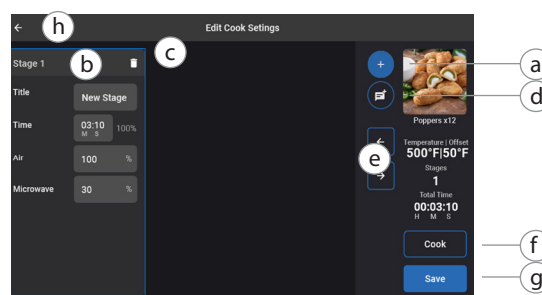 h
Edit Cook Setings
Stage 1
b
c
Title
New Stage
Time
03:10
M S
100%
Air
100 %
Microwave
30 %
a
d
Poppers x12
Temperature | Offset
500°F|50°F
e
Stages
1
Total Time
00:03:10
H M S
Cook
f
Save
g